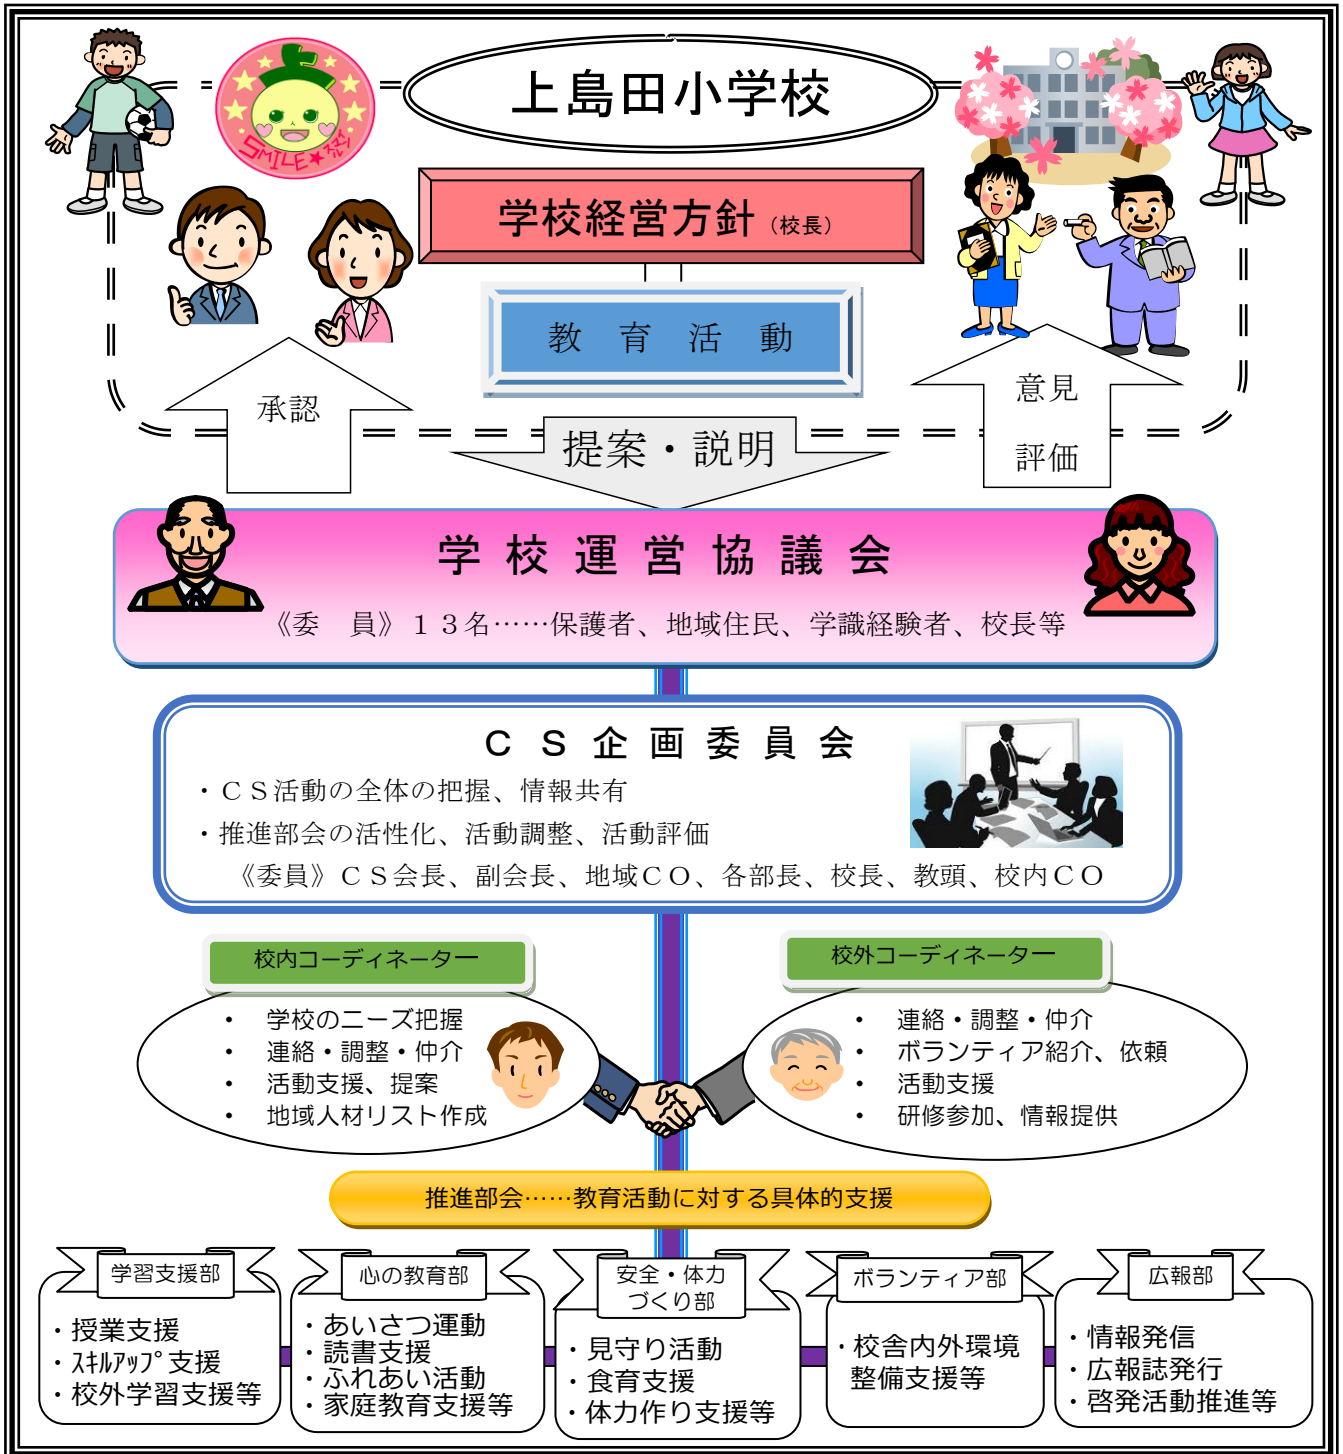 上島田小学校
SMILE★スマイルン
学校経営方針（校長）
教　育　活　動
承認
提案・説明
意見
評価
学校運営協議会
《委　員》１３名……保護者、地域住民、学識経験者、校長等
ＣＳ企画委員会
・ＣＳ活動の全体の把握、情報共有
・推進部会の活性化、活動調整、活動評価
《委員》ＣＳ会長、副会長、地域ＣＯ、各部長、校長、教頭、校内ＣＯ
校内コーディネーター
• 学校のニーズ把握
• 連絡・調整・仲介
• 活動支援、提案
• 地域人材リスト作成
校外コーディネーター
• 連絡・調整・仲介
• ボランティア紹介、依頼
• 活動支援
• 研修参加、情報提供
推進部会……教育活動に対する具体的支援
学習支援部
・授業支援
・ｽｷﾙｱｯﾌﾟ支援
・校外学習支援等
心の教育部
・あいさつ運動
・読書支援
・ふれあい活動
・家庭教育支援等
安全・体力
づくり部
・見守り活動
・食育支援
・体力作り支援等
ボランティア部
・校舎内外環境
整備支援等
広報部
・情報発信
・広報誌発行
・啓発活動推進等